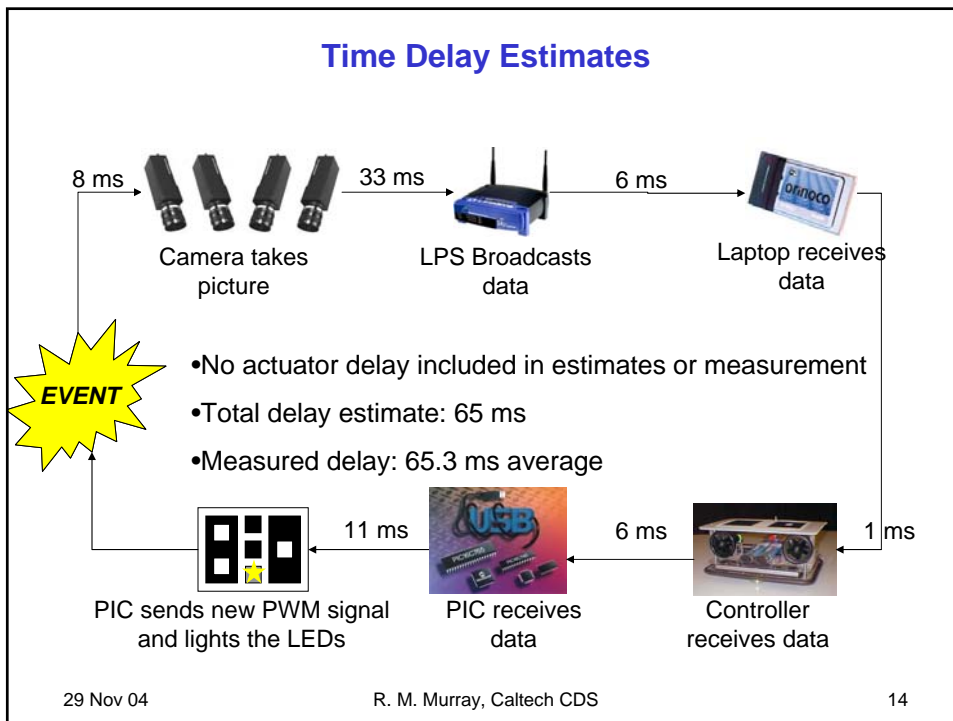 Time Delay Estimates
8 ms
33 ms
6 ms
orinoco
Camera takes
picture
LPS Broadcasts
data
Laptop receives
data
EVENT
•No actuator delay included in estimates or measurement
•Total delay estimate: 65 ms
•Measured delay: 65.3 ms average
11 ms
USB
6 ms
1 ms
PIC sends new PWM signal
and lights the LEDs
PIC receives
data
Controller
receives data
29 Nov 04
R. M. Murray, Caltech CDS
14